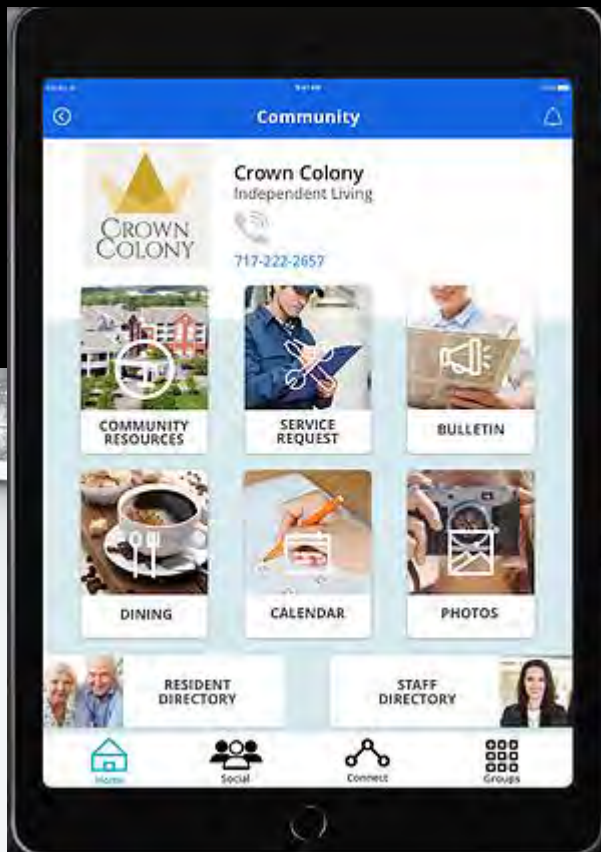 Community
CROWN
COLONY
Crown Colony
Independent Living
717-222-2657
COMMUNITY
RESOURCES
SERVICE
REQUEST
BULLETIN
DINING
CALENDAR
PHOTOS
RESIDENT
DIRECTORY
STAFF
DIRECTORY
Home
Social
Connect
Groups